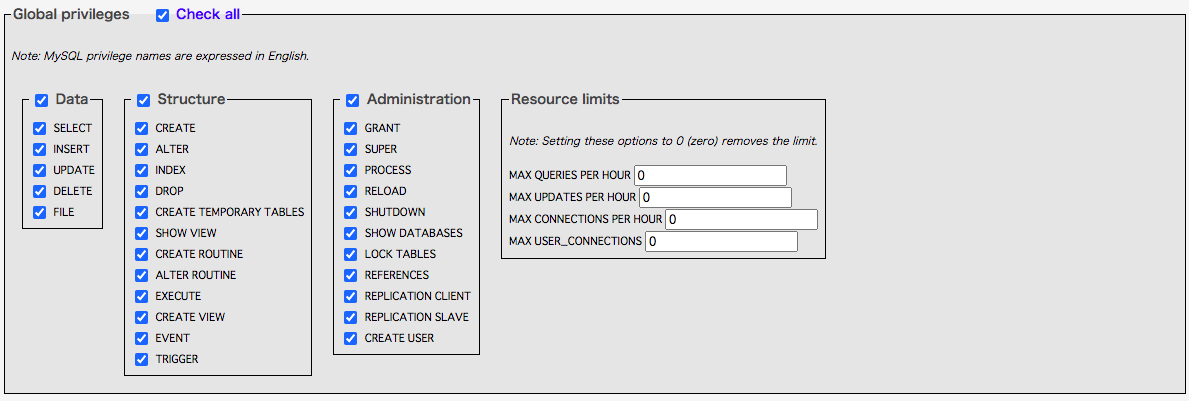 Global privileges Check all
Note: MySQL privilege names are expressed in English.
Data
SELECT
INSERT
UPDATE
DELETE
FILE
Structure
CREATE
ALTER
INDEX
DROP
CREATE TEMPORARY TABLES
SHOW VIEW
CREATE ROUTINE
ALTER ROUTINE
EXECUTE
CREATE VIEW
EVENT
TRIGGER
Administration
GRANT
SUPER
PROCESS
RELOAD
SHUTDOWN
SHOW DATABASES
LOCK TABLES
REFERENCES
REPLICATION CLIENT
REPLICATION SLAVE
CREATE USER
Resource limits
Note: Setting these options to 0 (zero) removes the limit.
MAX QUERIES PER HOUR 0
MAX UPDATES PER HOUR 0
MAX CONNECTIONS PER HOUR 0
MAX USER_CONNECTIONS 0